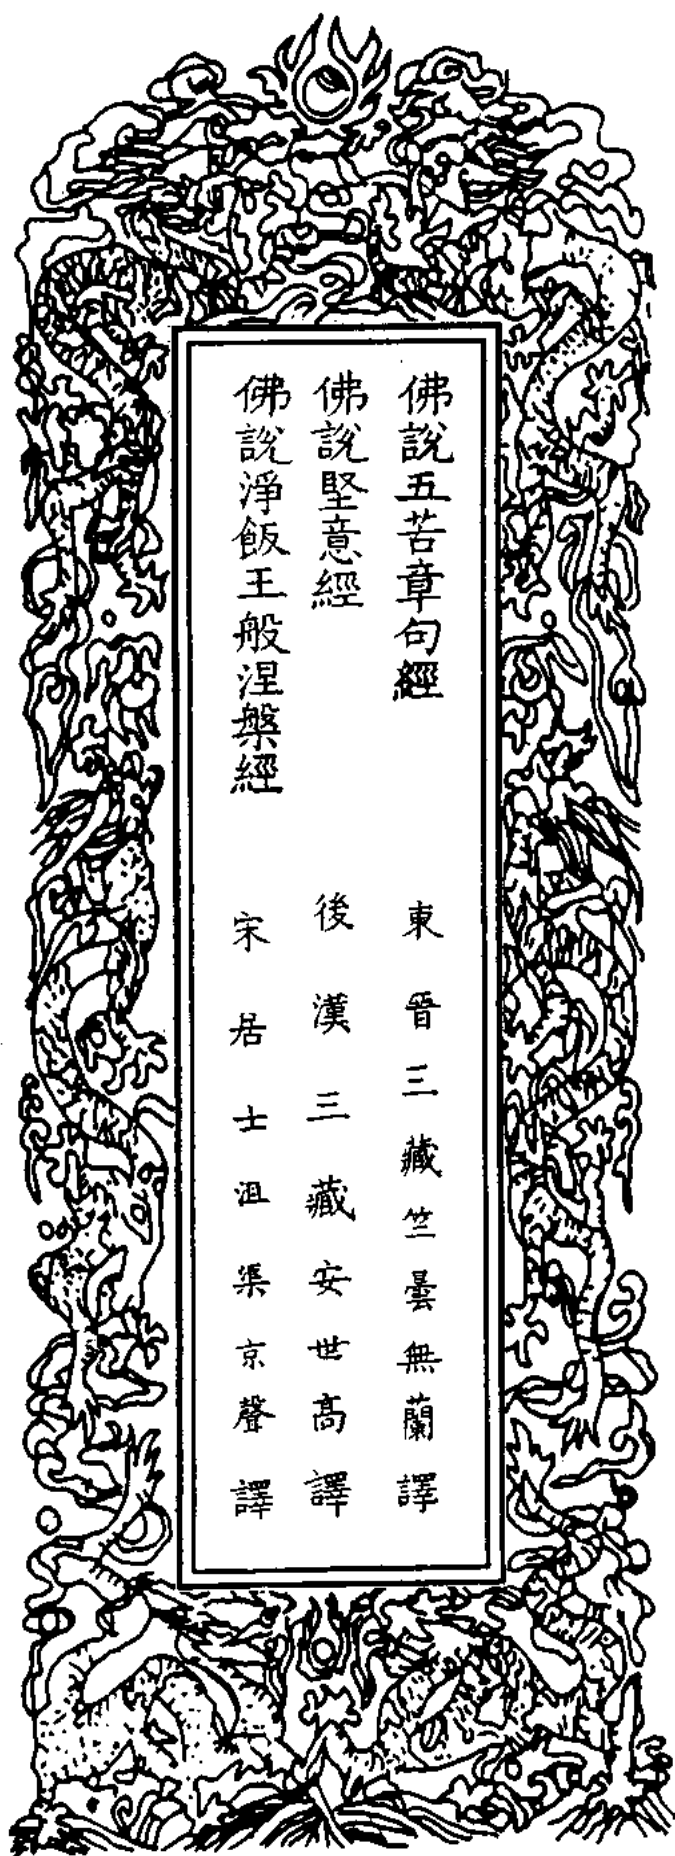 佛說五苦章句經 東晉三藏竺曇無蘭譯
佛說堅意經 後漢三藏安世高譯
佛說淨飯王般涅槃經 宋居士沮渠京聲譯